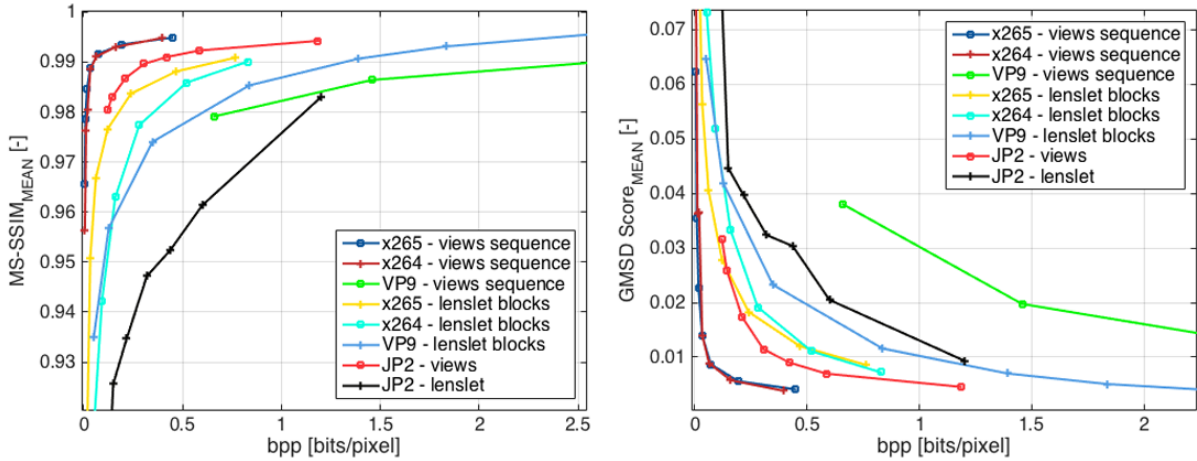 1
0.99
0.98
0.97
0.96
0.95
0.94
0.93
MS-SSIM_MEAN [-]
0 0.5 1 1.5 2 2.5
bpp [bits/pixel]
x265 - views sequence
x264 - views sequence
VP9 - views sequence
x265 - lenslet blocks
x264 - lenslet blocks
VP9 - lenslet blocks
JP2 - views
JP2 - lenslet
0.07
0.06
0.05
0.04
0.03
0.02
0.01
GMSD Score_MEAN [-]
0 0.5 1 1.5 2
bpp [bits/pixel]
x265 - views sequence
x264 - views sequence
VP9 - views sequence
x265 - lenslet blocks
x264 - lenslet blocks
VP9 - lenslet blocks
JP2 - views
JP2 - lenslet